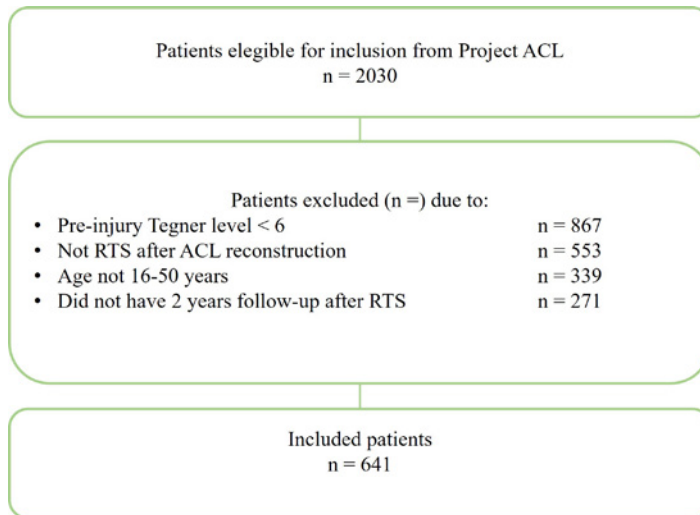 Patients elegible for inclusion from Project ACL
n = 2030
Patients excluded (n =) due to:
• Pre-injury Tegner level < 6 n = 867
• Not RTS after ACL reconstruction n = 553
• Age not 16-50 years n = 339
• Did not have 2 years follow-up after RTS n = 271
Included patients
n = 641